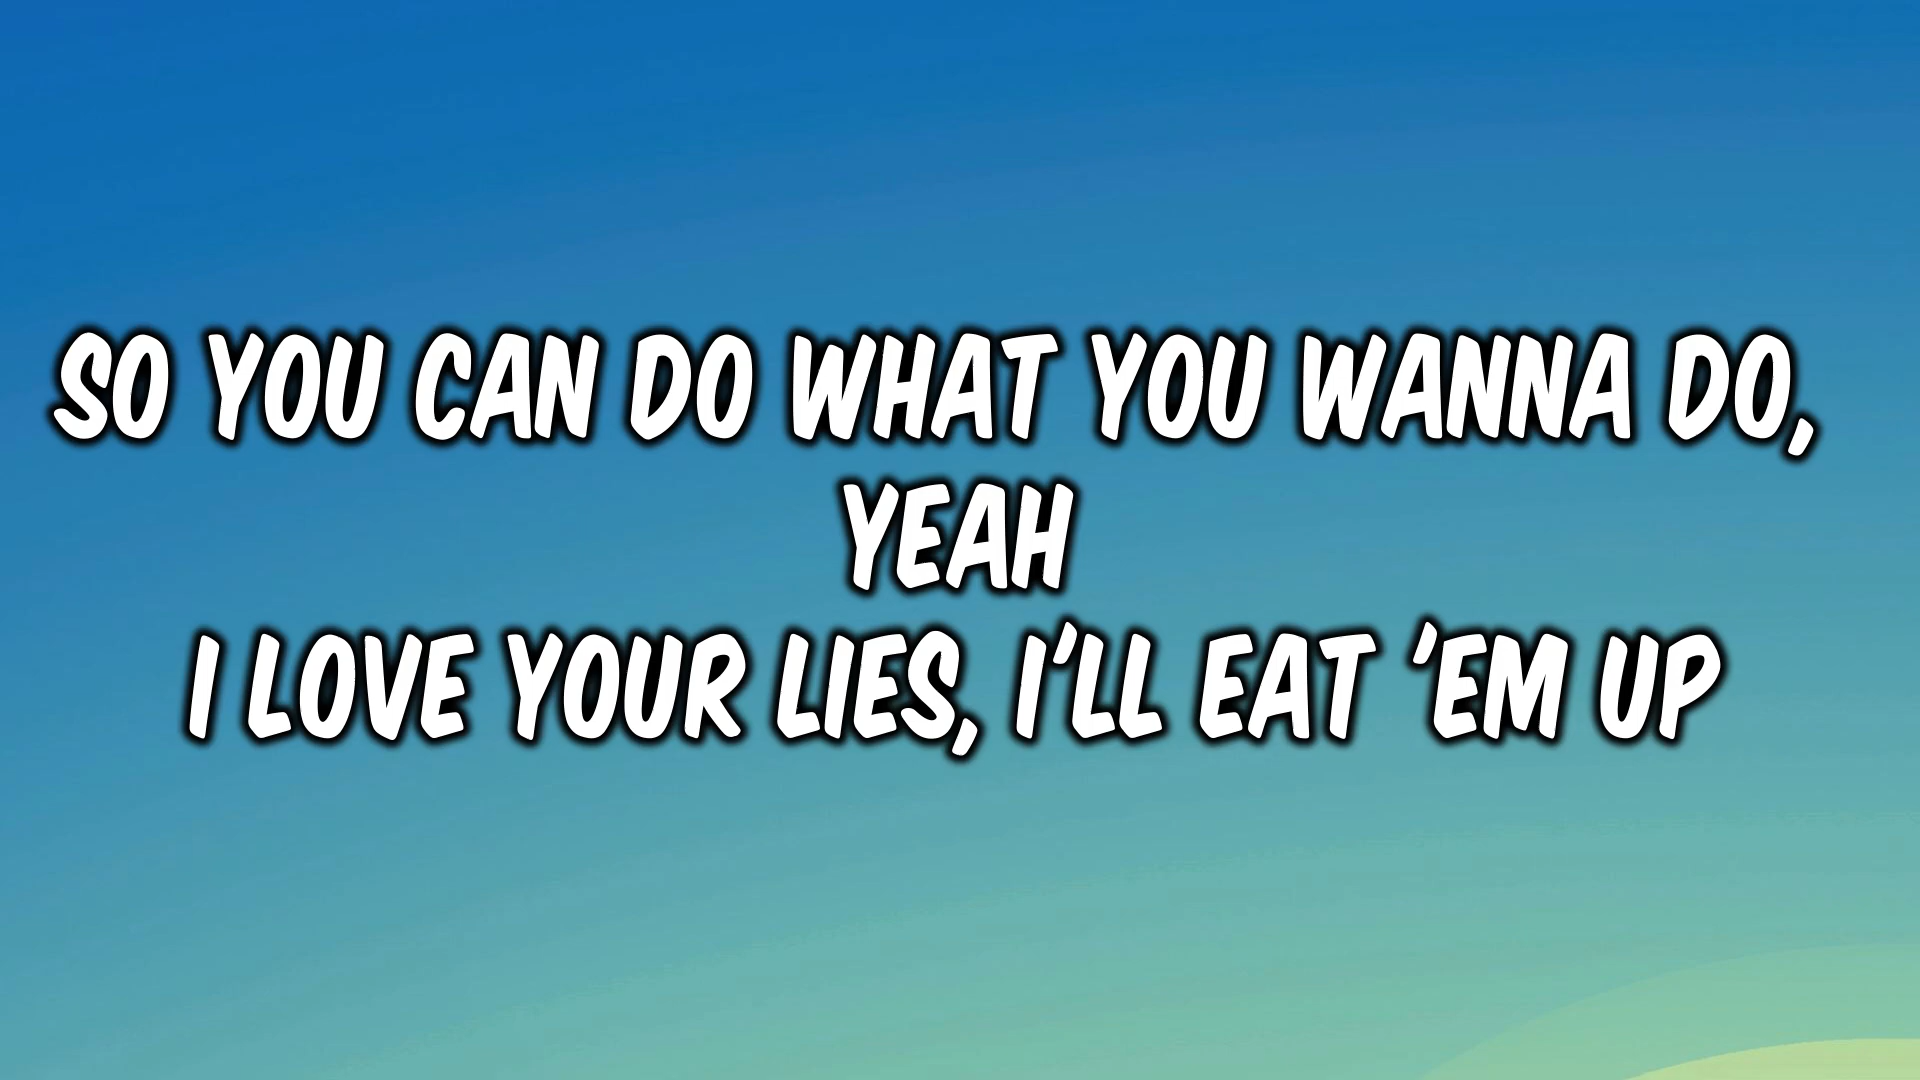 SO YOU CAN DO WHAT YOU WANNA DO,
YEAH
I LOVE YOUR LIES, I'LL EAT 'EM UP